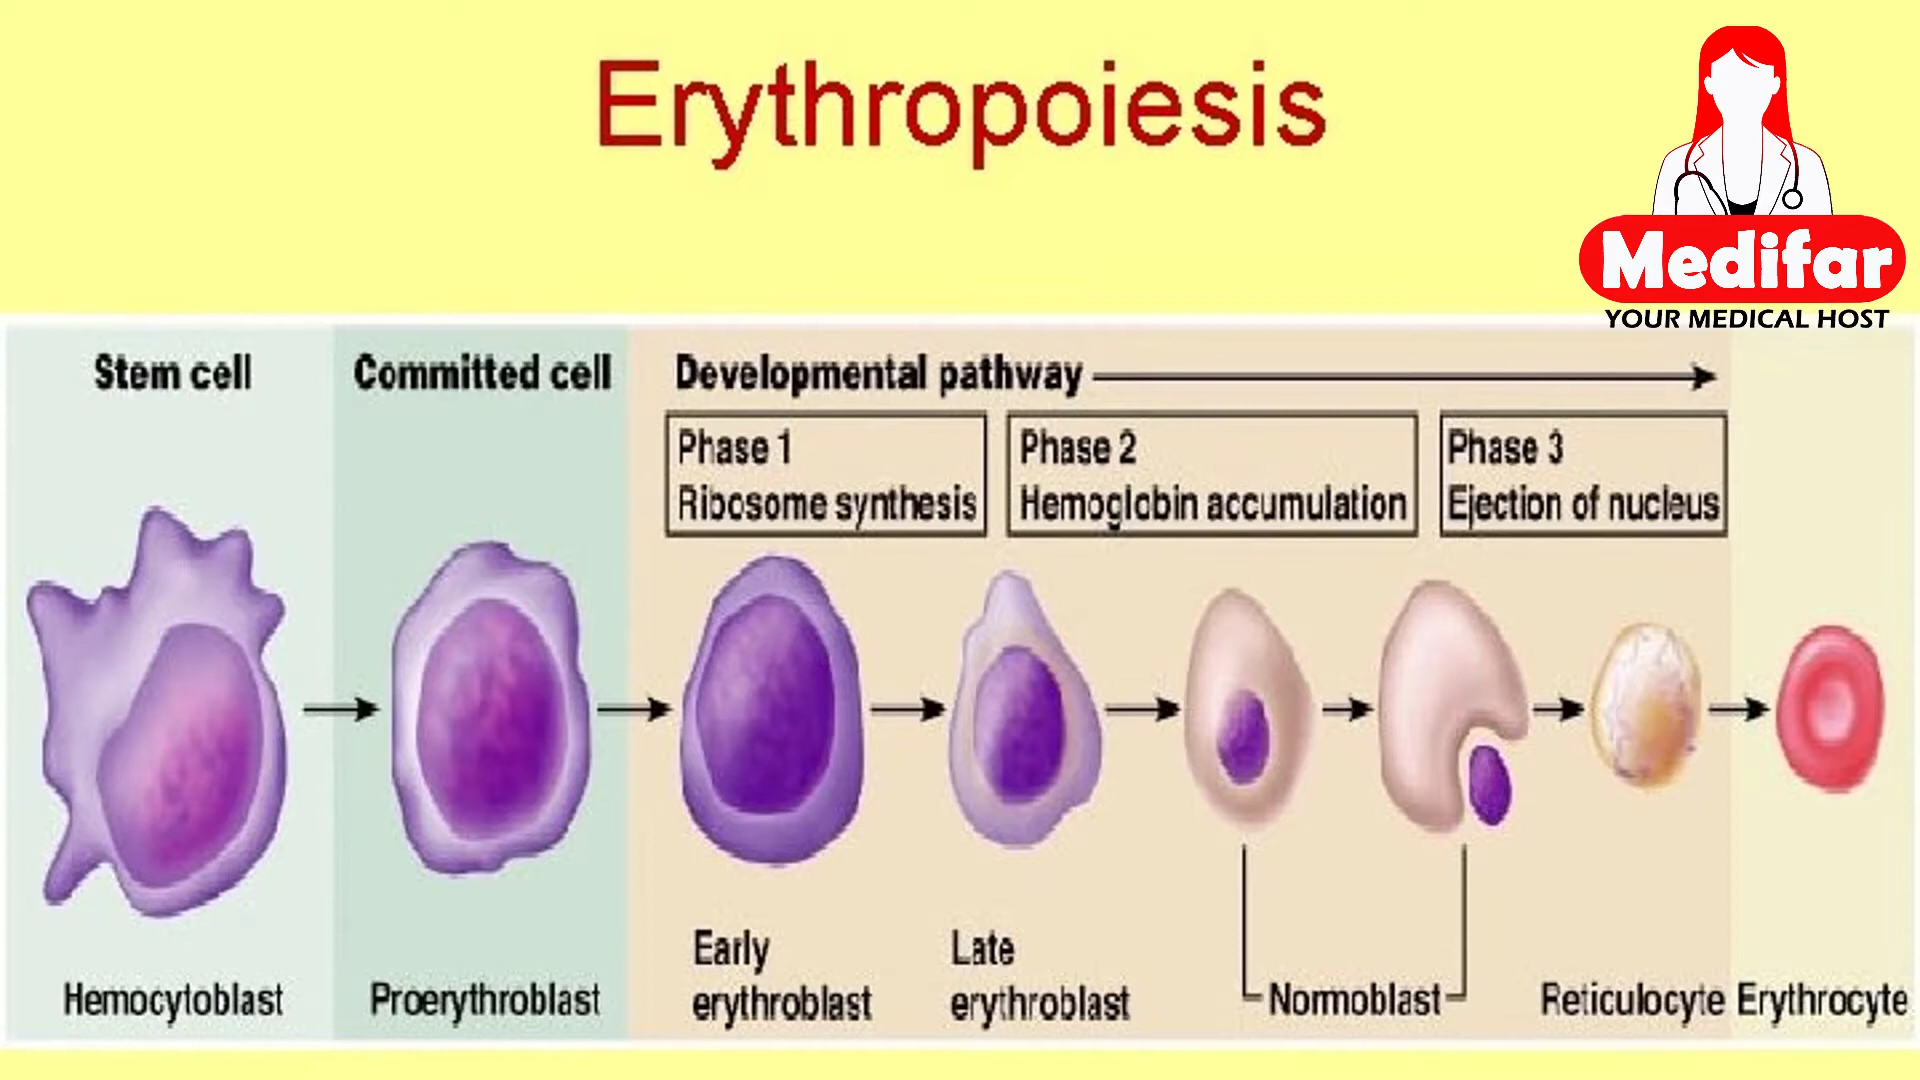 Erythropoiesis
Medifar
YOUR MEDICAL HOST
Stem cell
Committed cell
Developmental pathway
Phase 1
Ribosome synthesis
Phase 2
Hemoglobin accumulation
Phase 3
Ejection of nucleus
Hemocytoblast
Proerythroblast
Early
erythroblast
Late
erythroblast
Normoblast
Reticulocyte
Erythrocyte